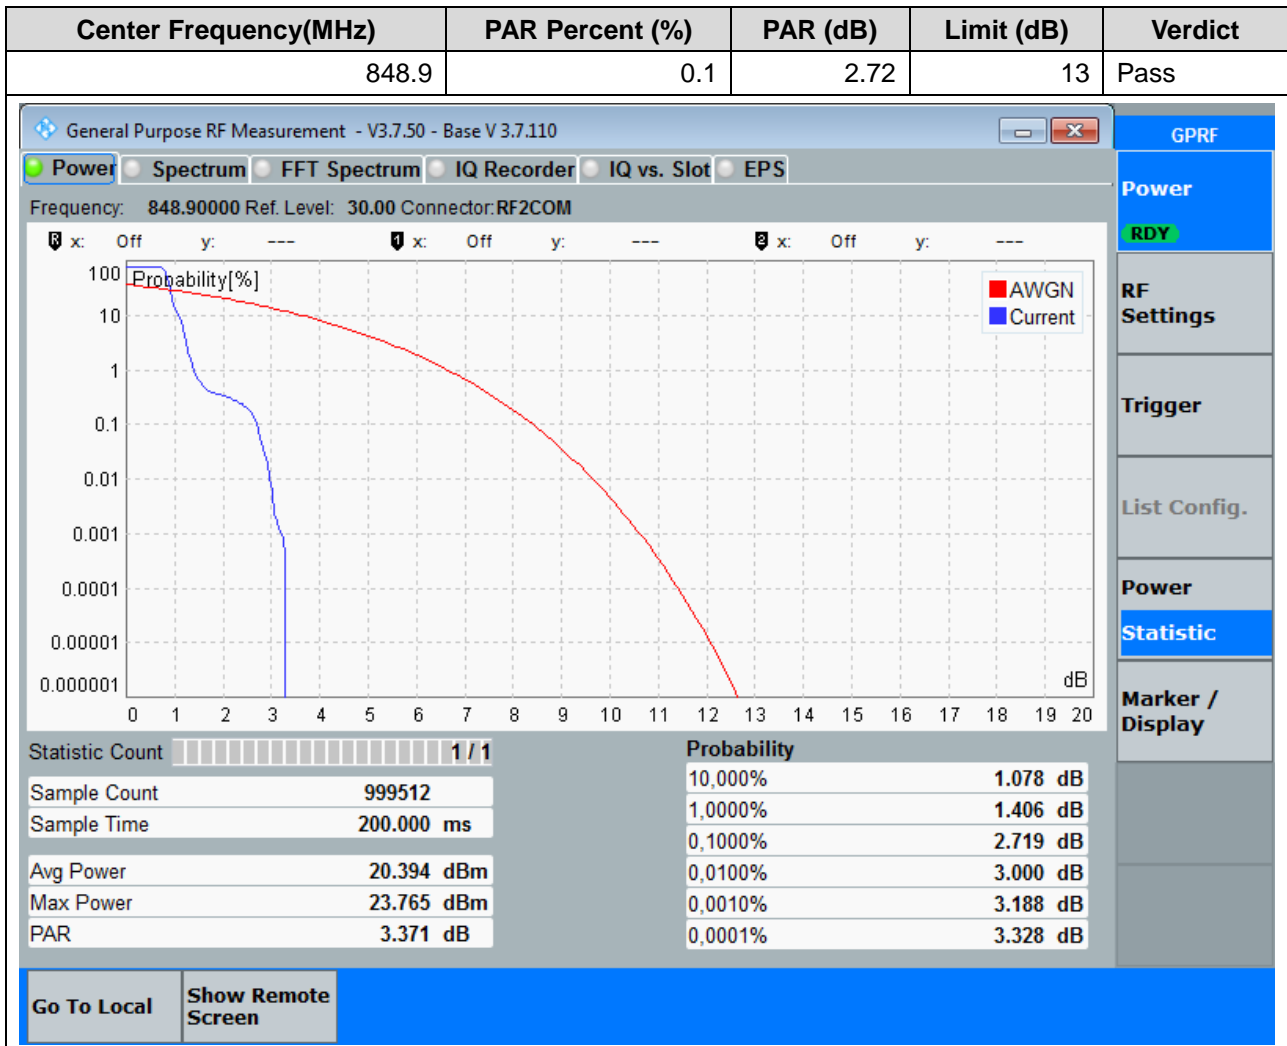 Center Frequency(MHz) PAR Percent (%) PAR (dB) Limit (dB) Verdict
848.9 0.1 2.72 13 Pass
General Purpose RF Measurement - V3.7.50 - Base V 3.7.110
GPRF
Power Spectrum FFT Spectrum IQ Recorder IQ vs. Slot EPS
Frequency: 848.90000 Ref. Level: 30.00 Connector: RF2COM
R x: Off y: --- 1 x: Off y: --- 2 x: Off y: ---
Probability[%]
AWGN
Current
100
10
1
0.1
0.01
0.001
0.0001
0.00001
0.000001
dB
0 1 2 3 4 5 6 7 8 9 10 11 12 13 14 15 16 17 18 19 20
Statistic Count 1 / 1
Sample Count 999512
Sample Time 200.000 ms
Avg Power 20.394 dBm
Max Power 23.765 dBm
PAR 3.371 dB
Probability
10,000% 1.078 dB
1,0000% 1.406 dB
0,1000% 2.719 dB
0,0100% 3.000 dB
0,0010% 3.188 dB
0,0001% 3.328 dB
Power
RDY
RF
Settings
Trigger
List Config.
Power
Statistic
Marker /
Display
Go To Local
Show Remote
Screen